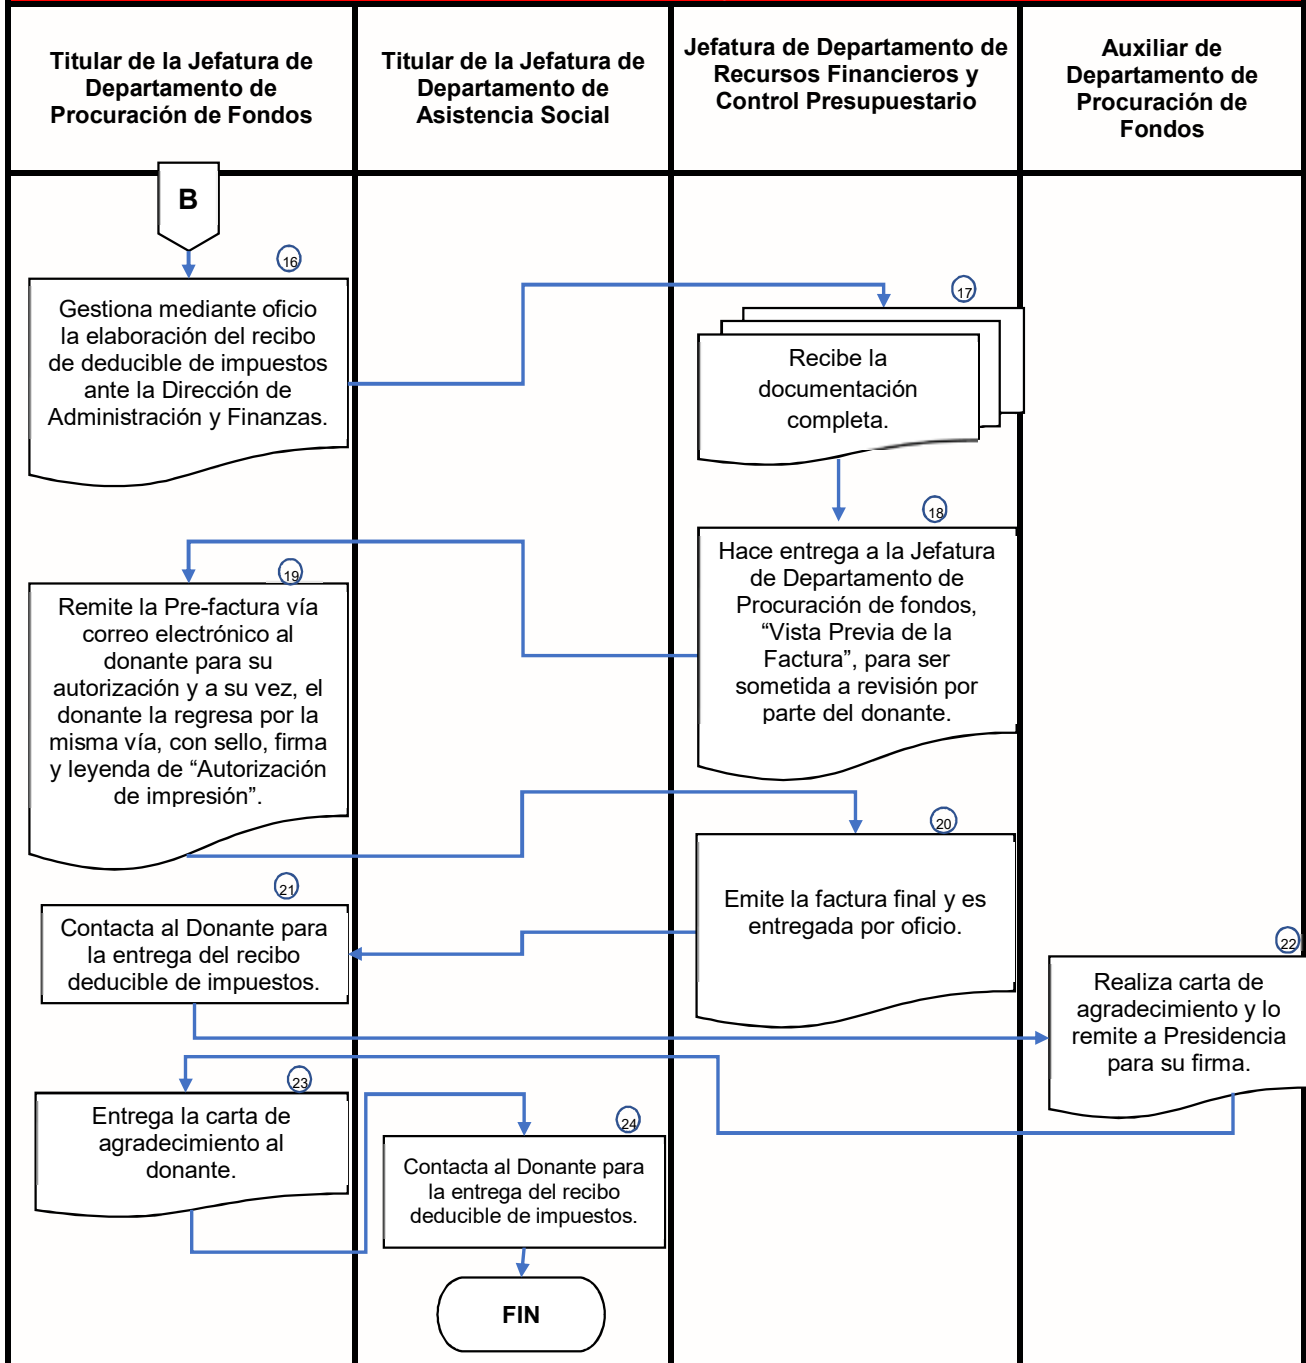 Titular de la Jefatura de
Departamento de
Procuración de Fondos
Titular de la Jefatura de
Departamento de
Asistencia Social
Jefatura de Departamento de
Recursos Financieros y
Control Presupuestario
Auxiliar de
Departamento de
Procuración de
Fondos
B
16
Gestiona mediante oficio
la elaboración del recibo
de deducible de impuestos
ante la Dirección de
Administración y Finanzas.
17
Recibe la
documentación
completa.
18
Hace entrega a la Jefatura
de Departamento de
Procuración de fondos,
“Vista Previa de la
Factura”, para ser
sometida a revisión por
parte del donante.
19
Remite la Pre-factura vía
correo electrónico al
donante para su
autorización y a su vez, el
donante la regresa por la
misma vía, con sello, firma
y leyenda de “Autorización
de impresión”.
20
Emite la factura final y es
entregada por oficio.
21
Contacta al Donante para
la entrega del recibo
deducible de impuestos.
22
Realiza carta de
agradecimiento y lo
remite a Presidencia
para su firma.
23
Entrega la carta de
agradecimiento al
donante.
24
Contacta al Donante para
la entrega del recibo
deducible de impuestos.
FIN